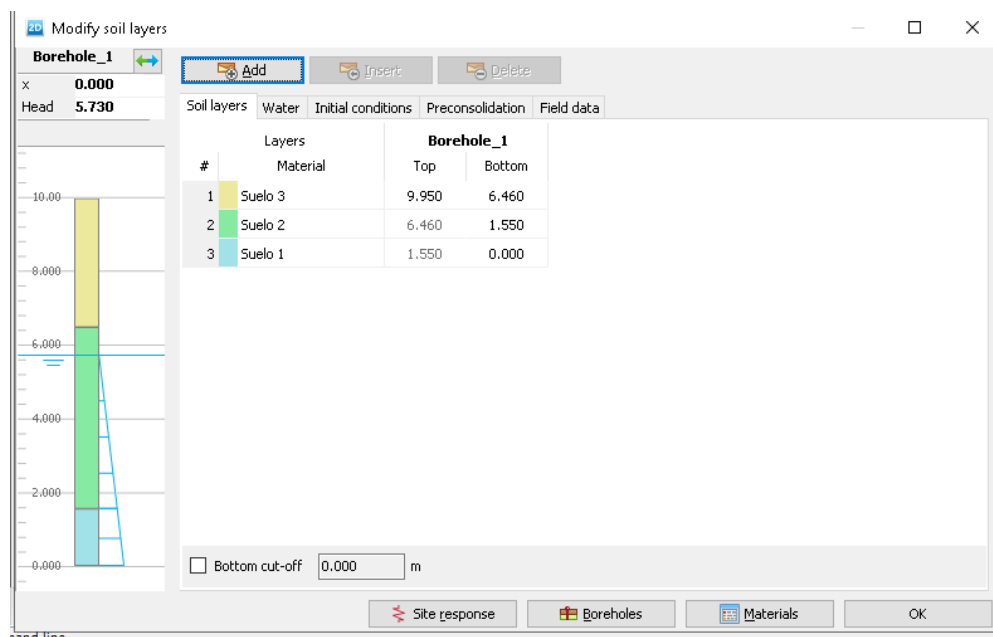 2D Modify soil layers
Borehole_1
x 0.000
Head 5.730
10.00
8.000
6.000
4.000
2.000
0.000
Add Insert Delete
Soil layers Water Initial conditions Preconsolidation Field data
Layers Borehole_1
# Material Top Bottom
1 Suelo 3 9.950 6.460
2 Suelo 2 6.460 1.550
3 Suelo 1 1.550 0.000
Bottom cut-off 0.000 m
Site response Boreholes Materials OK